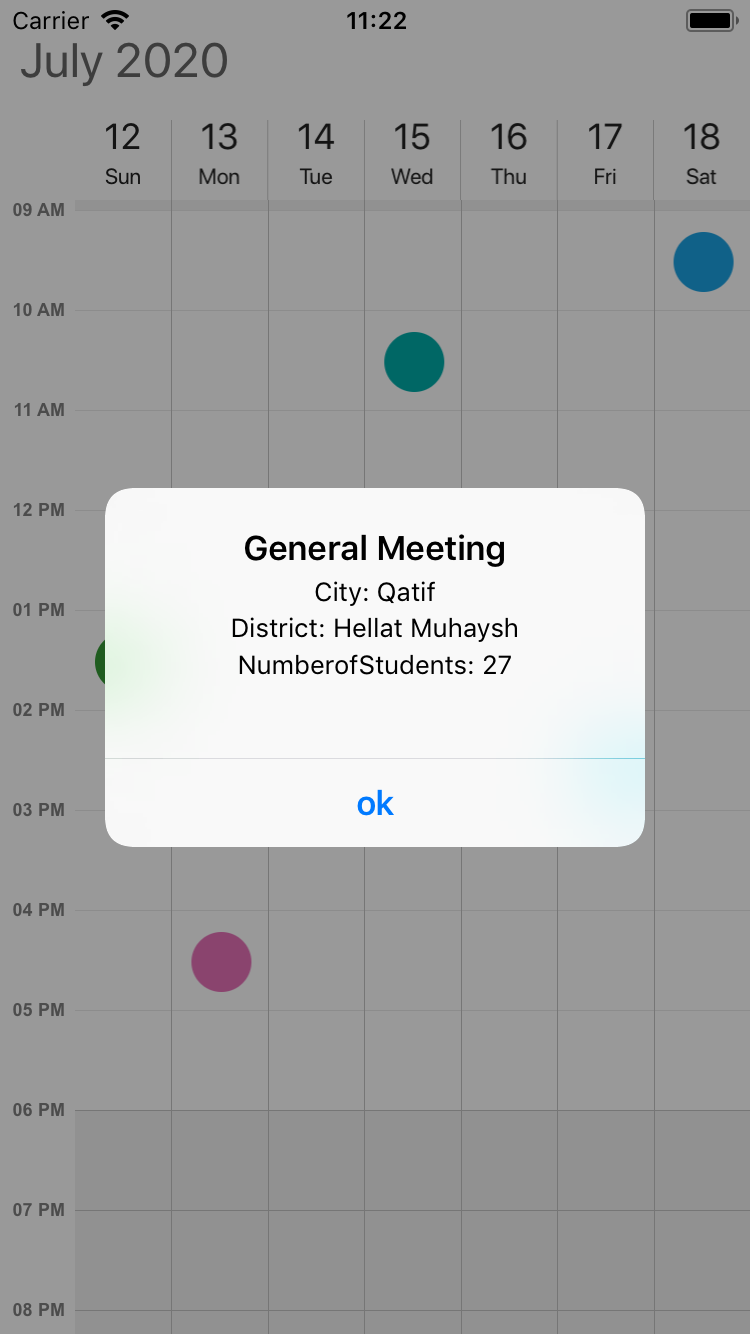 Carrier 11:22
July 2020
12 13 14 15 16 17 18
Sun Mon Tue Wed Thu Fri Sat
09 AM
10 AM
11 AM
12 PM
General Meeting
City: Qatif
01 PM
District: Hellat Muhaysh
NumberofStudents: 27
02 PM
ok
03 PM
04 PM
05 PM
06 PM
07 PM
08 PM